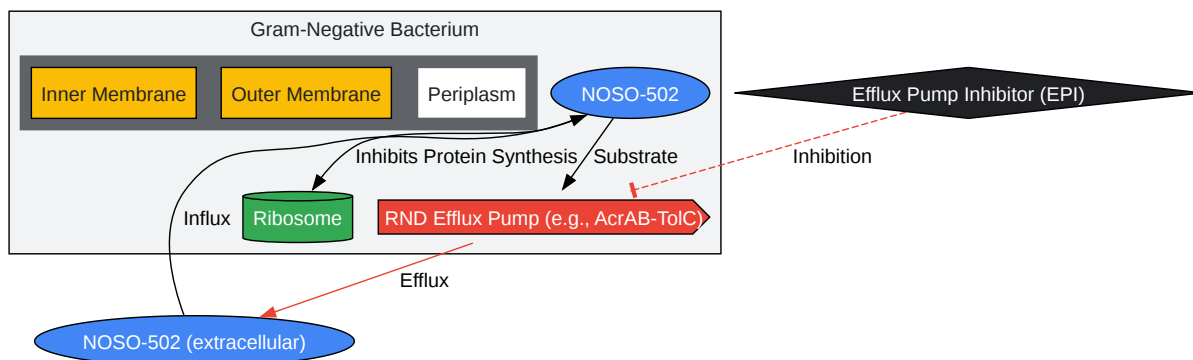 Gram-Negative Bacterium
Inner Membrane
Outer Membrane
Periplasm
NOSO-502
Efflux Pump Inhibitor (EPI)
Inhibits Protein Synthesis
Substrate
Inhibition
Influx
Ribosome
RND Efflux Pump (e.g., AcrAB-TolC)
Efflux
NOSO-502 (extracellular)